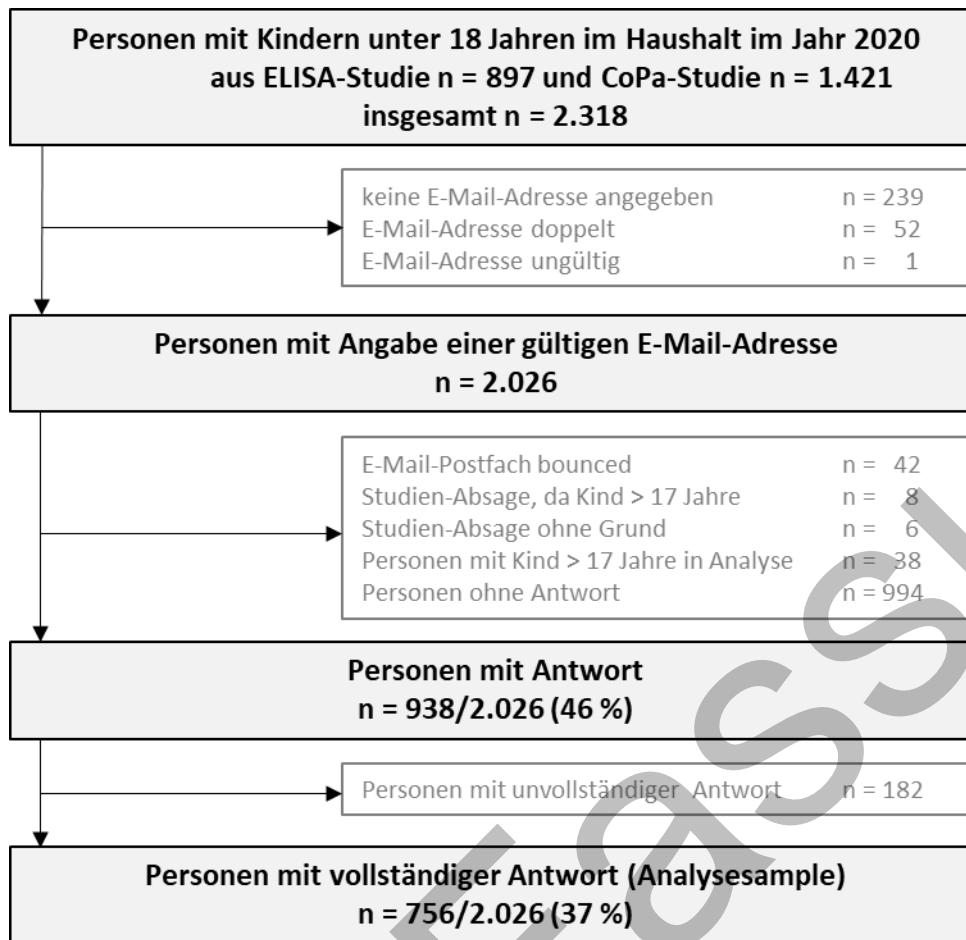 Personen mit Kindern unter 18 Jahren im Haushalt im Jahr 2020
aus ELISA-Studie n = 897 und CoPa-Studie n = 1.421
insgesamt n = 2.318
keine E-Mail-Adresse angegeben n = 239
E-Mail-Adresse doppelt n = 52
E-Mail-Adresse ungültig n = 1
Personen mit Angabe einer gültigen E-Mail-Adresse
n = 2.026
E-Mail-Postfach bounced n = 42
Studien-Absage, da Kind > 17 Jahre n = 8
Studien-Absage ohne Grund n = 6
Personen mit Kind > 17 Jahre in Analyse n = 38
Personen ohne Antwort n = 994
Personen mit Antwort
n = 938/2.026 (46 %)
Personen mit unvollständiger Antwort n = 182
Personen mit vollständiger Antwort (Analysesample)
n = 756/2.026 (37 %)